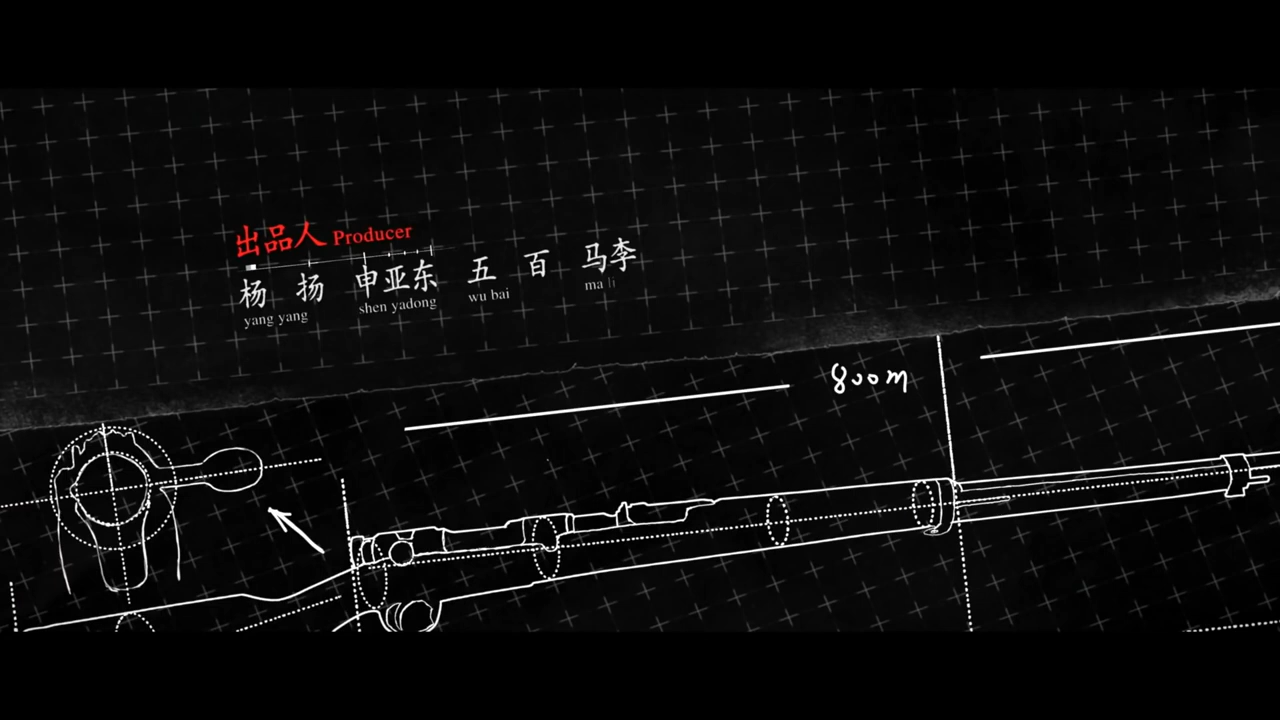 出品人 Producer
杨 扬 申亚东 五 百 马李
yang yang shen yadong wu bai ma li
800m